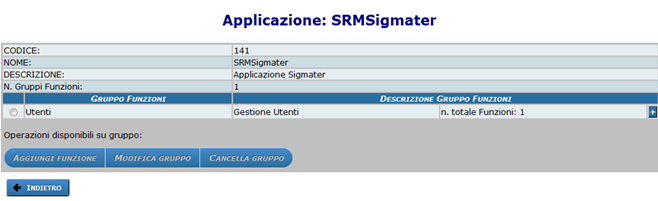 Applicazione: SRMSigmater
CODICE: 141
NOME: SRMSigmater
DESCRIZIONE: Applicazione Sigmater
N. Gruppi Funzioni: 1
GRUPPO FUNZIONI DESCRIZIONE GRUPPO FUNZIONI
Utenti Gestione Utenti n. totale Funzioni: 1 +
Operazioni disponibili su gruppo:
AGGIUNGI FUNZIONE MODIFICA GRUPPO CANCELLA GRUPPO
INDIETRO